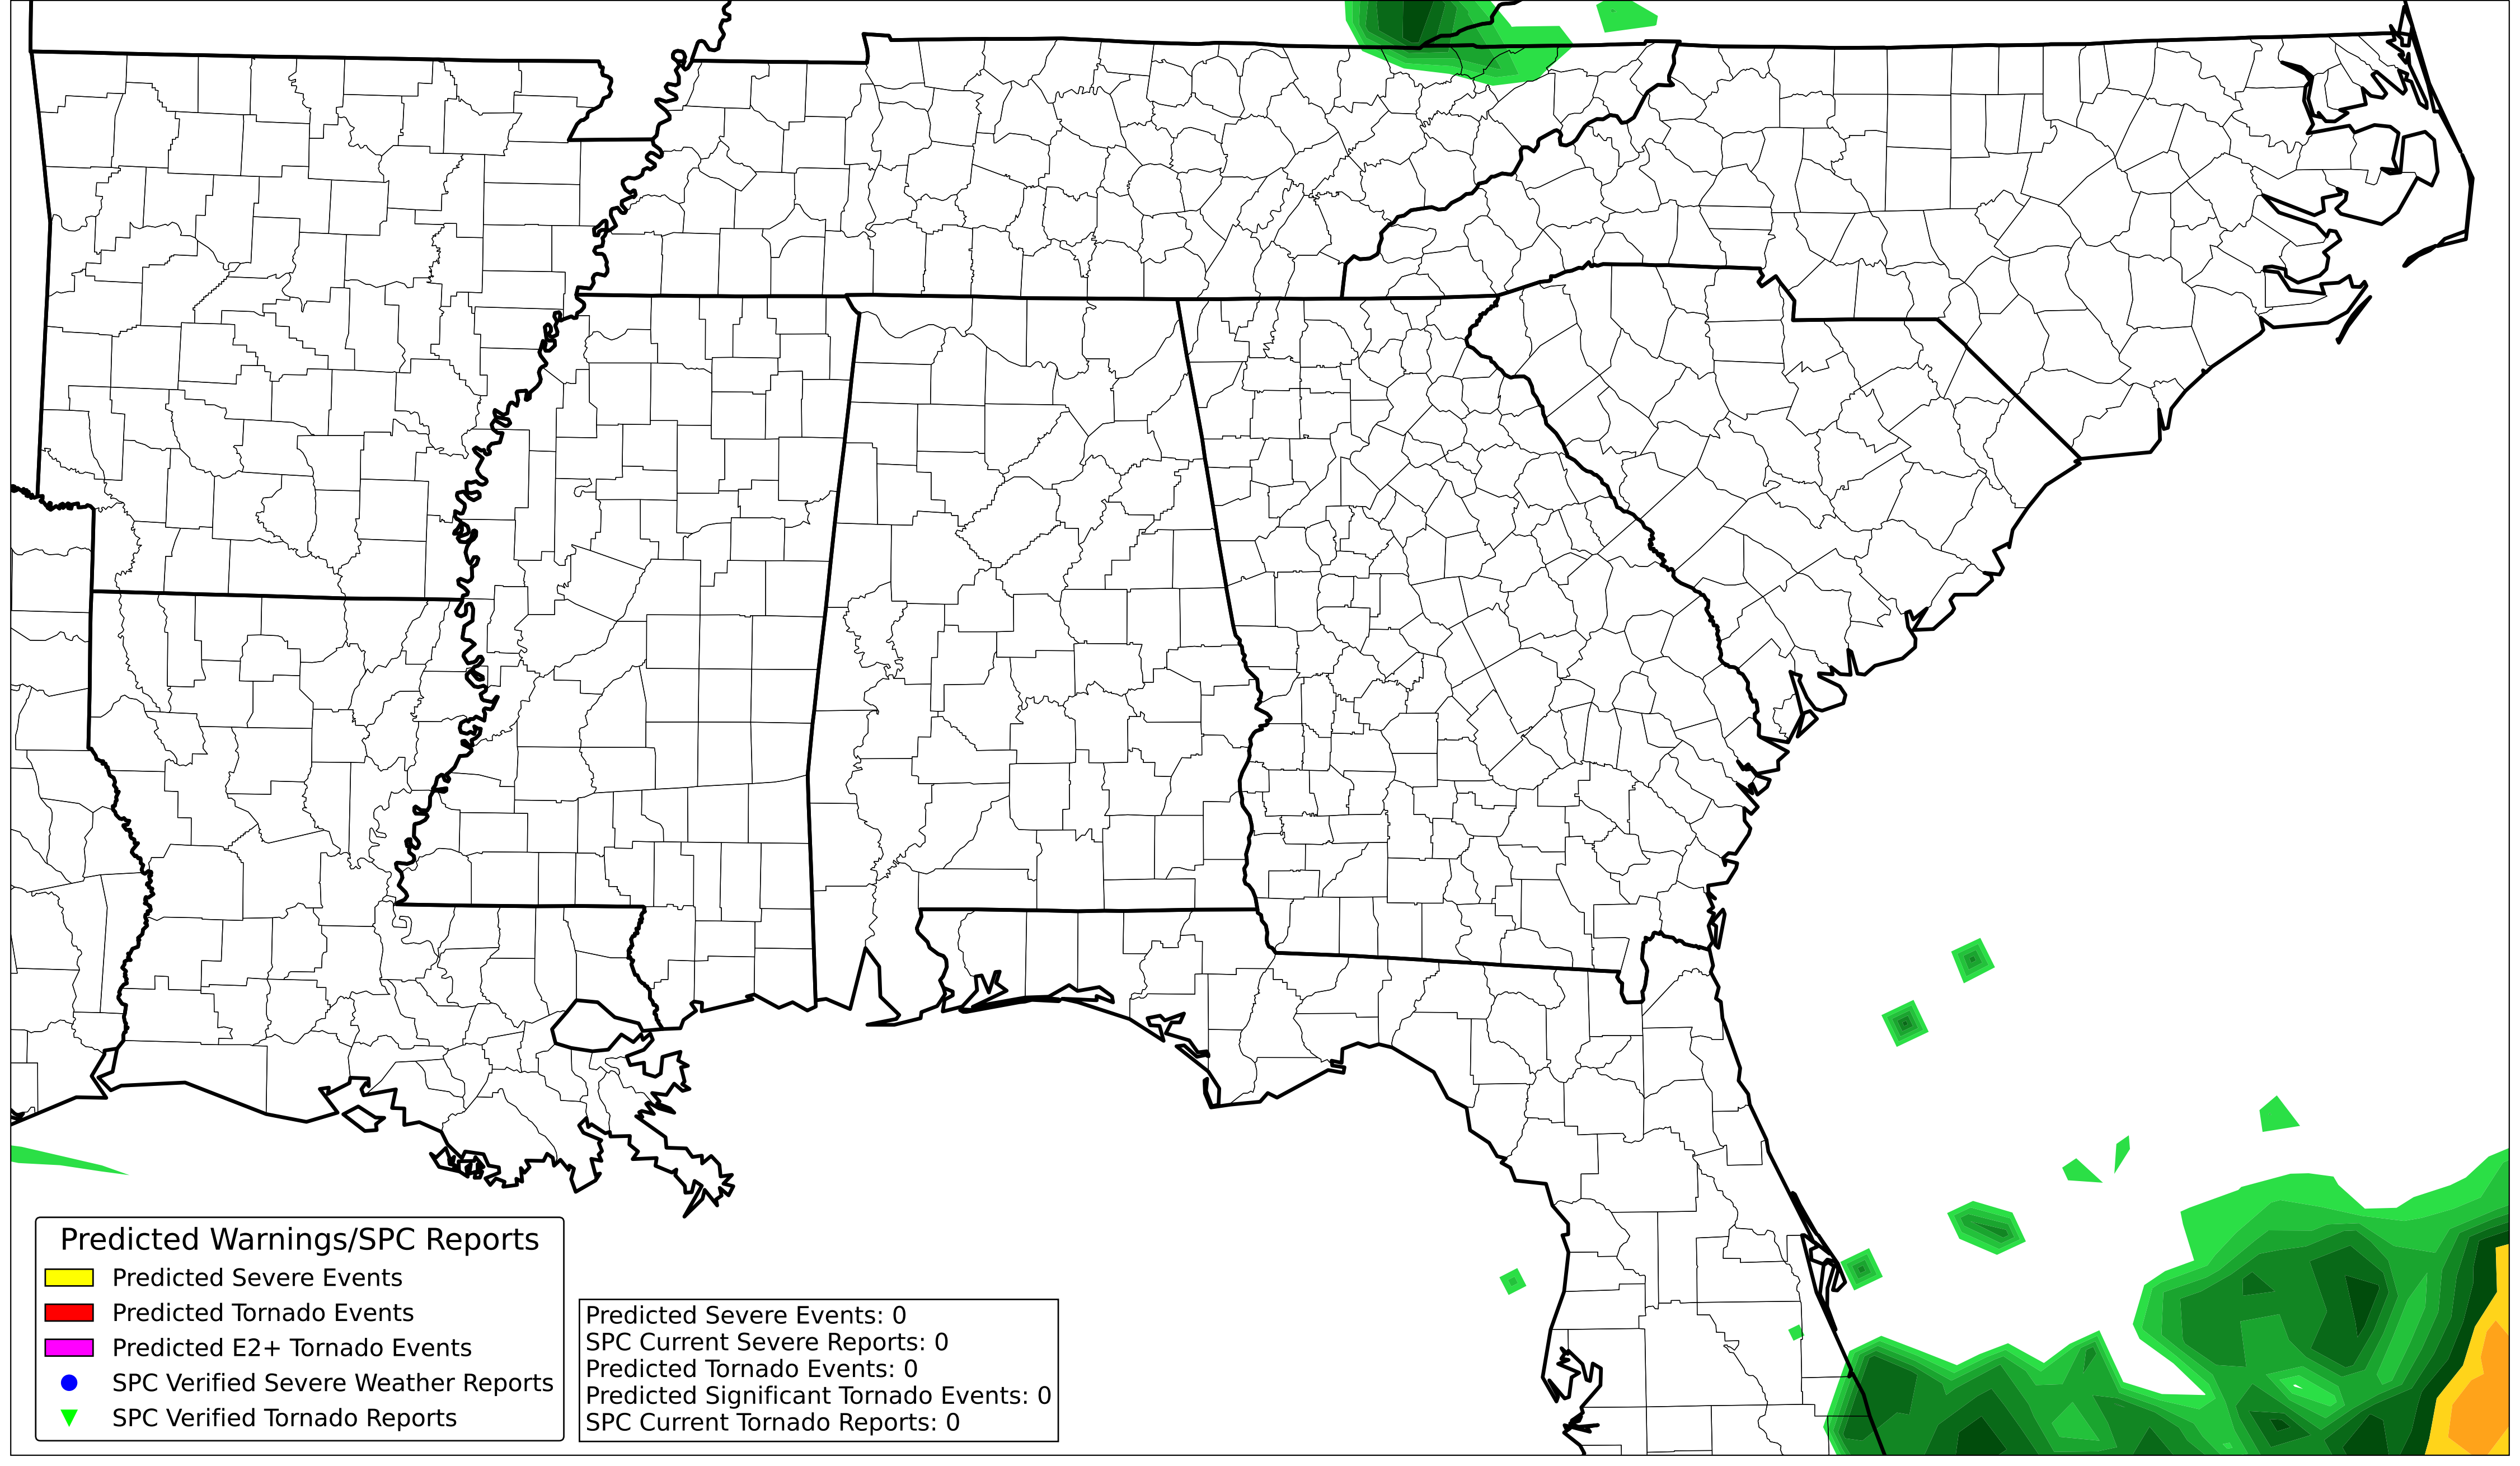 Predicted Warnings/SPC Reports
Predicted Severe Events
Predicted Tornado Events
Predicted E2+ Tornado Events
SPC Verified Severe Weather Reports
SPC Verified Tornado Reports
Predicted Severe Events: 0
SPC Current Severe Reports: 0
Predicted Tornado Events: 0
Predicted Significant Tornado Events: 0
SPC Current Tornado Reports: 0